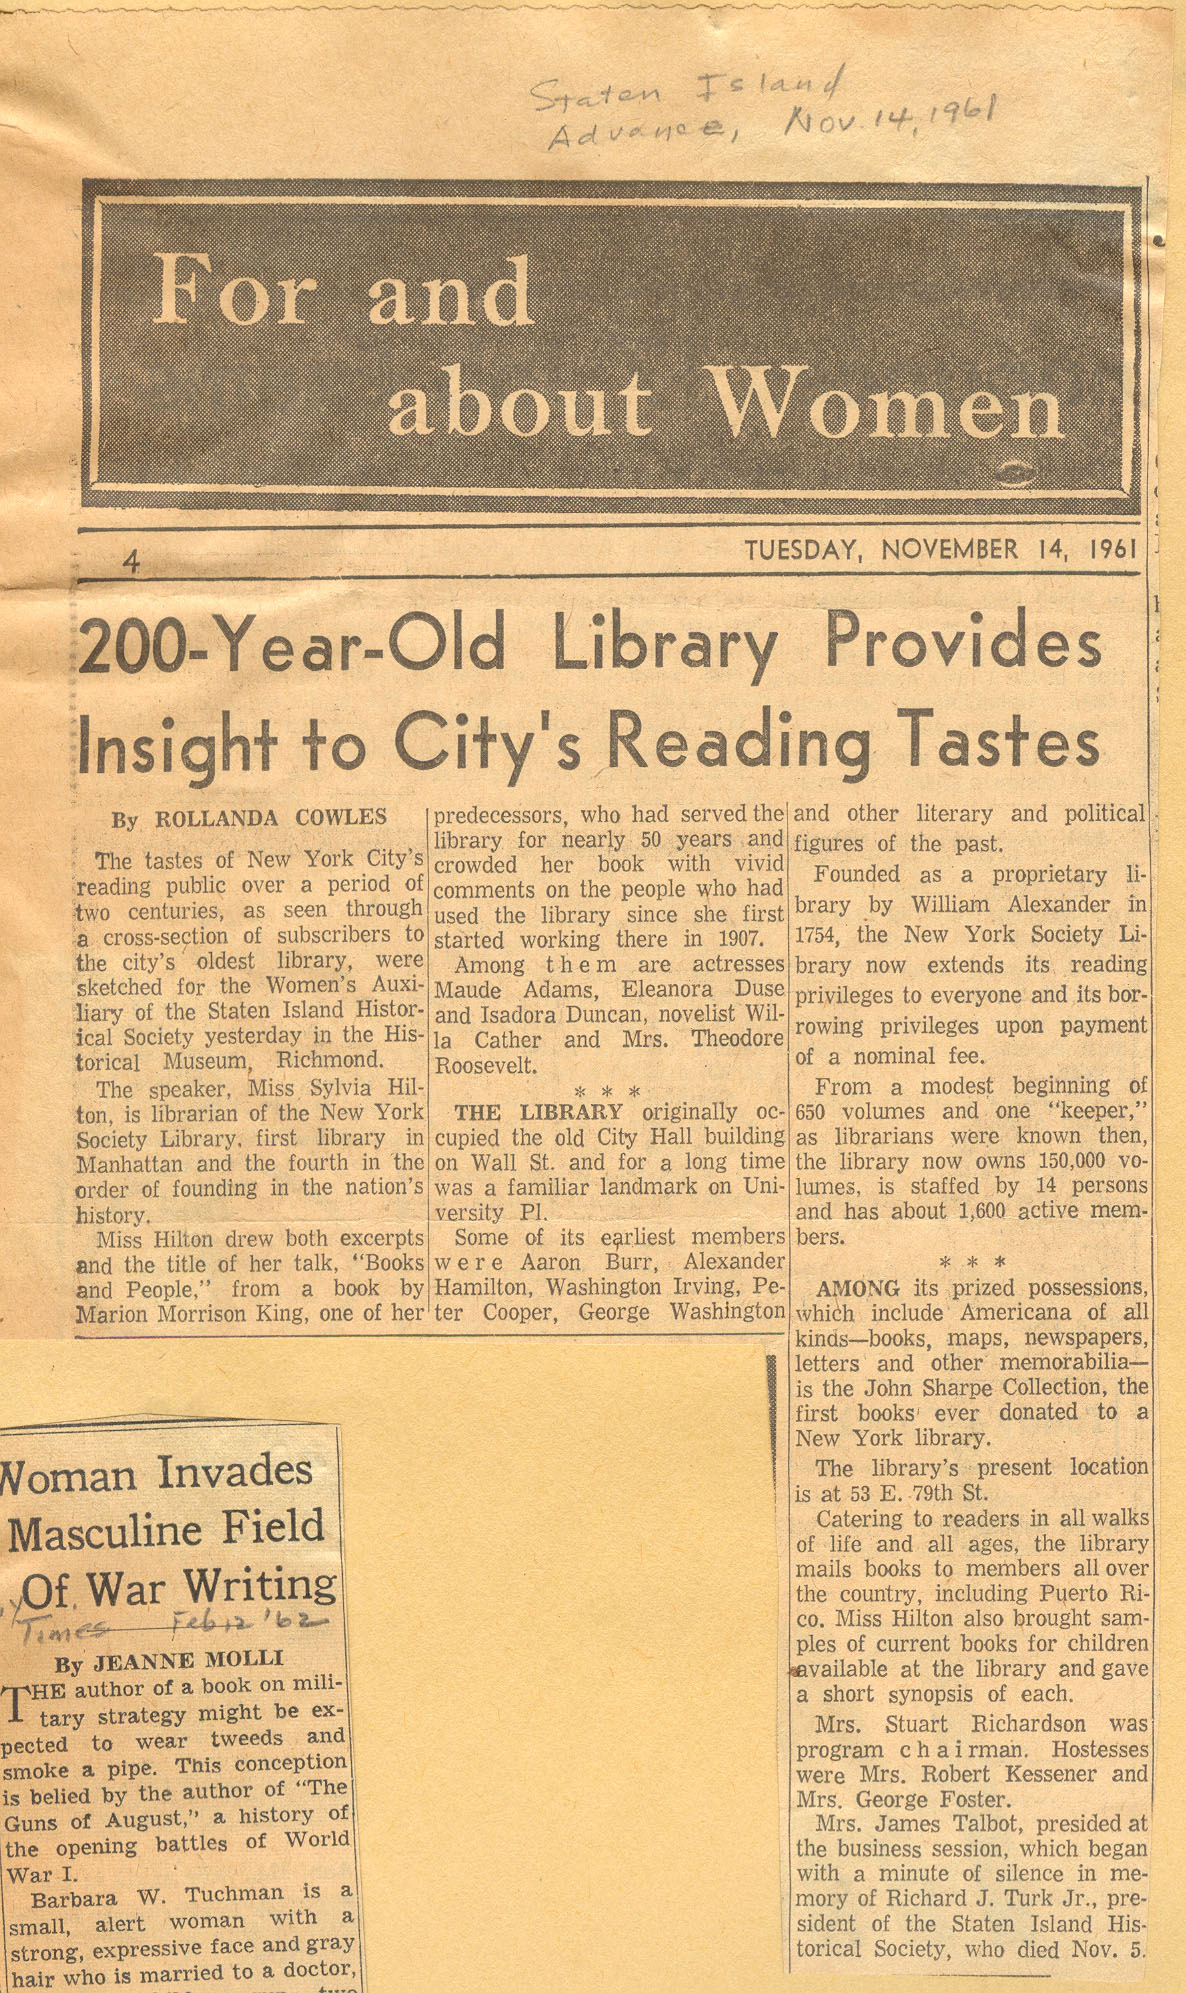 Staten Island
Advance, Nov. 14, 1961
For and
about Women
4
TUESDAY, NOVEMBER 14, 1961
200-Year-Old Library Provides
Insight to City's Reading Tastes
By ROLLANDA COWLES
The tastes of New York City's
reading public over a period of
two centuries, as seen through
a cross-section of subscribers to
the city's oldest library, were
sketched for the Women's Auxi-
liary of the Staten Island Histor-
ical Society yesterday in the His-
torical Museum, Richmond.
The speaker, Miss Sylvia Hil-
ton, is librarian of the New York
Society Library, first library in
Manhattan and the fourth in the
order of founding in the nation's
history.
Miss Hilton drew both excerpts
and the title of her talk, "Books
and People," from a book by
Marion Morrison King, one of her
predecessors, who had served the
library for nearly 50 years and
crowded her book with vivid
comments on the people who had
used the library since she first
started working there in 1907.
Among them are actresses
Maude Adams, Eleanora Duse
and Isadora Duncan, novelist Wil-
la Cather and Mrs. Theodore
Roosevelt.
* * *
THE LIBRARY originally oc-
cupied the old City Hall building
on Wall St. and for a long time
was a familiar landmark on Uni-
versity Pl.
Some of its earliest members
were Aaron Burr, Alexander
Hamilton, Washington Irving, Pe-
ter Cooper, George Washington
and other literary and political
figures of the past.
Founded as a proprietary li-
brary by William Alexander in
1754, the New York Society Li-
brary now extends its reading
privileges to everyone and its bor-
rowing privileges upon payment
of a nominal fee.
From a modest beginning of
650 volumes and one "keeper,"
as librarians were known then,
the library now owns 150,000 vo-
lumes, is staffed by 14 persons
and has about 1,600 active mem-
bers.
* * *
AMONG its prized possessions,
which include Americana of all
kinds—books, maps, newspapers,
letters and other memorabilia—
is the John Sharpe Collection, the
first books ever donated to a
New York library.
The library's present location
is at 53 E. 79th St.
Catering to readers in all walks
of life and all ages, the library
mails books to members all over
the country, including Puerto Ri-
co. Miss Hilton also brought sam-
ples of current books for children
available at the library and gave
a short synopsis of each.
Mrs. Stuart Richardson was
program chairman. Hostesses
were Mrs. Robert Kessener and
Mrs. George Foster.
Mrs. James Talbot, presided at
the business session, which began
with a minute of silence in me-
mory of Richard J. Turk Jr., pre-
sident of the Staten Island His-
torical Society, who died Nov. 5.
Woman Invades
Masculine Field
Of War Writing
Times Feb 12 '62
By JEANNE MOLLI
THE author of a book on mili-
tary strategy might be ex-
pected to wear tweeds and
smoke a pipe. This conception
is belied by the author of "The
Guns of August," a history of
the opening battles of World
War I.
Barbara W. Tuchman is a
small, alert woman with a
strong, expressive face and gray
hair who is married to a doctor,